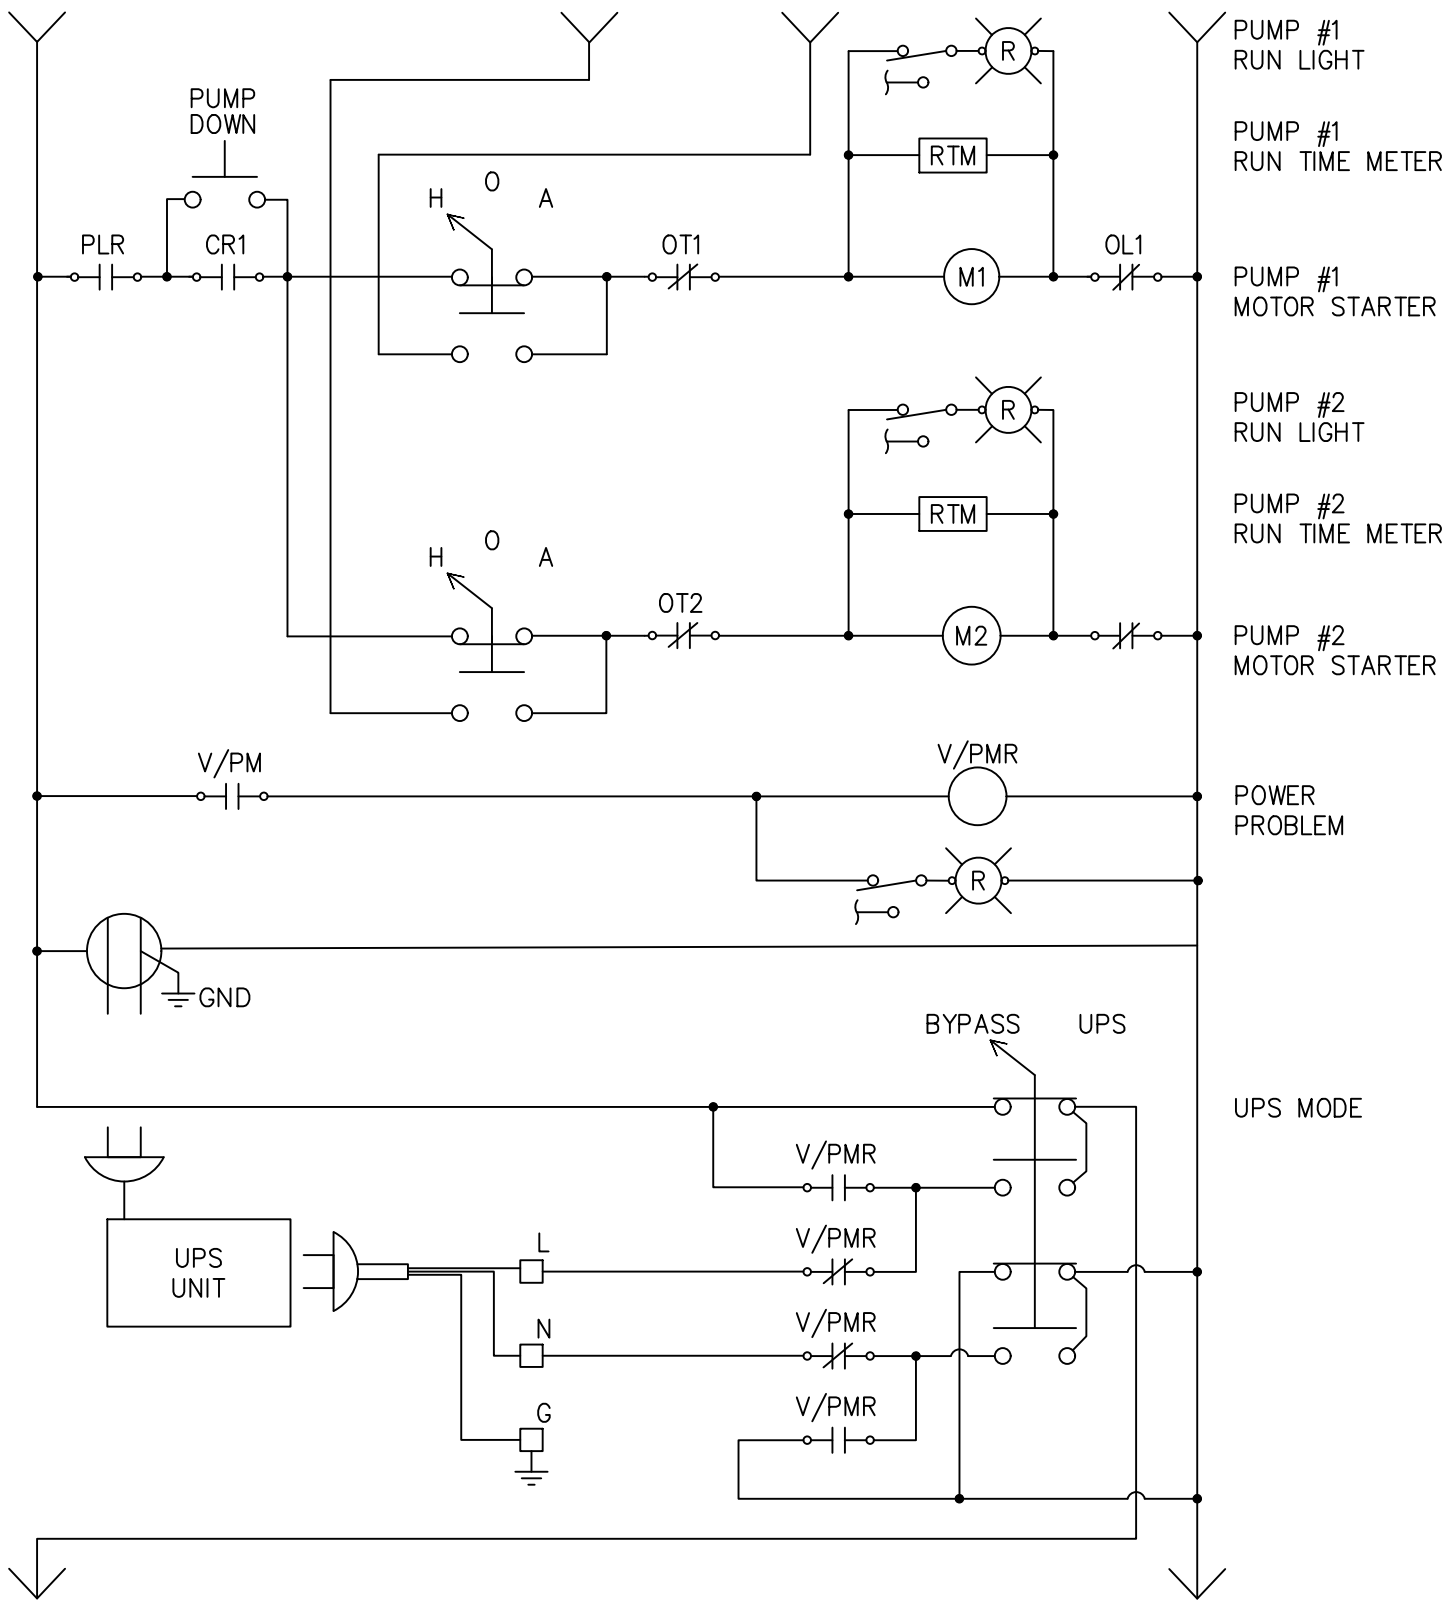 PUMP #1
RUN LIGHT
R
PUMP
DOWN
PUMP #1
RUN TIME METER
RTM
H O A
PLR
CR1
OT1
OL1
M1
PUMP #1
MOTOR STARTER
R
PUMP #2
RUN LIGHT
RTM
PUMP #2
RUN TIME METER
H O A
OT2
M2
PUMP #2
MOTOR STARTER
V/PM
V/PMR
POWER
PROBLEM
R
GND
BYPASS UPS
UPS MODE
V/PMR
UPS
UNIT
L
V/PMR
N
V/PMR
G
V/PMR